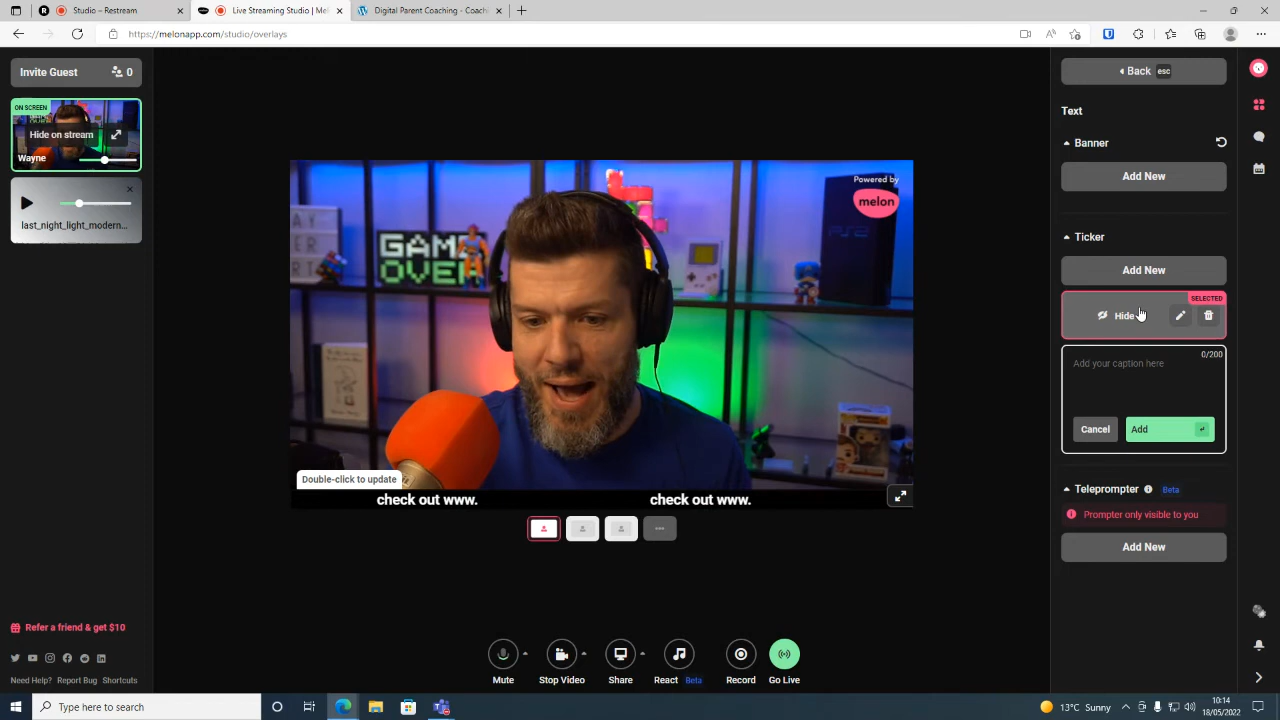 Studio – Restream
Live Streaming Studio | Mel
Digital Parent Coaching - Coach
https://melonapp.com/studio/overlays
Invite Guest 0
ON SCREEN
Hide on stream
Wayne
last_night_light_modern...
Refer a friend & get $10
Need Help? Report Bug Shortcuts
GAME
OVER
PS2
Powered by
melon
Double-click to update
check out www. check out www.
Mute Stop Video Share React Beta Record Go Live
Back esc
Text
Banner
Add New
Ticker
Add New
SELECTED
Hide
0/200
Add your caption here
Cancel Add
Teleprompter Beta
Prompter only visible to you
Add New
Type here to search
13°C Sunny
10:14
18/05/2022